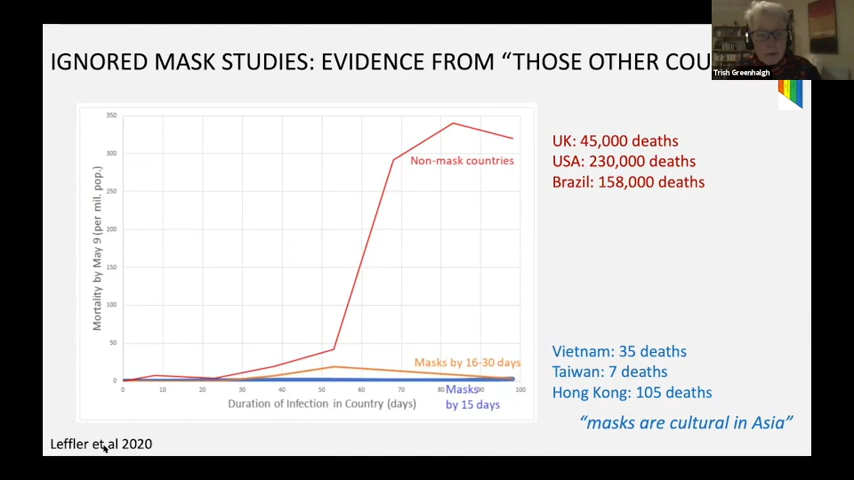 Trish Greenhalgh
IGNORED MASK STUDIES: EVIDENCE FROM “THOSE OTHER COU
350
300
250
200
150
100
50
0
Mortality by May 9 (per mil. pop.)
Non-mask countries
Masks by 16-30 days
Masks
by 15 days
0 10 20 30 40 50 60 70 80 90 100
Duration of Infection in Country (days)
UK: 45,000 deaths
USA: 230,000 deaths
Brazil: 158,000 deaths
Vietnam: 35 deaths
Taiwan: 7 deaths
Hong Kong: 105 deaths
“masks are cultural in Asia”
Leffler et al 2020